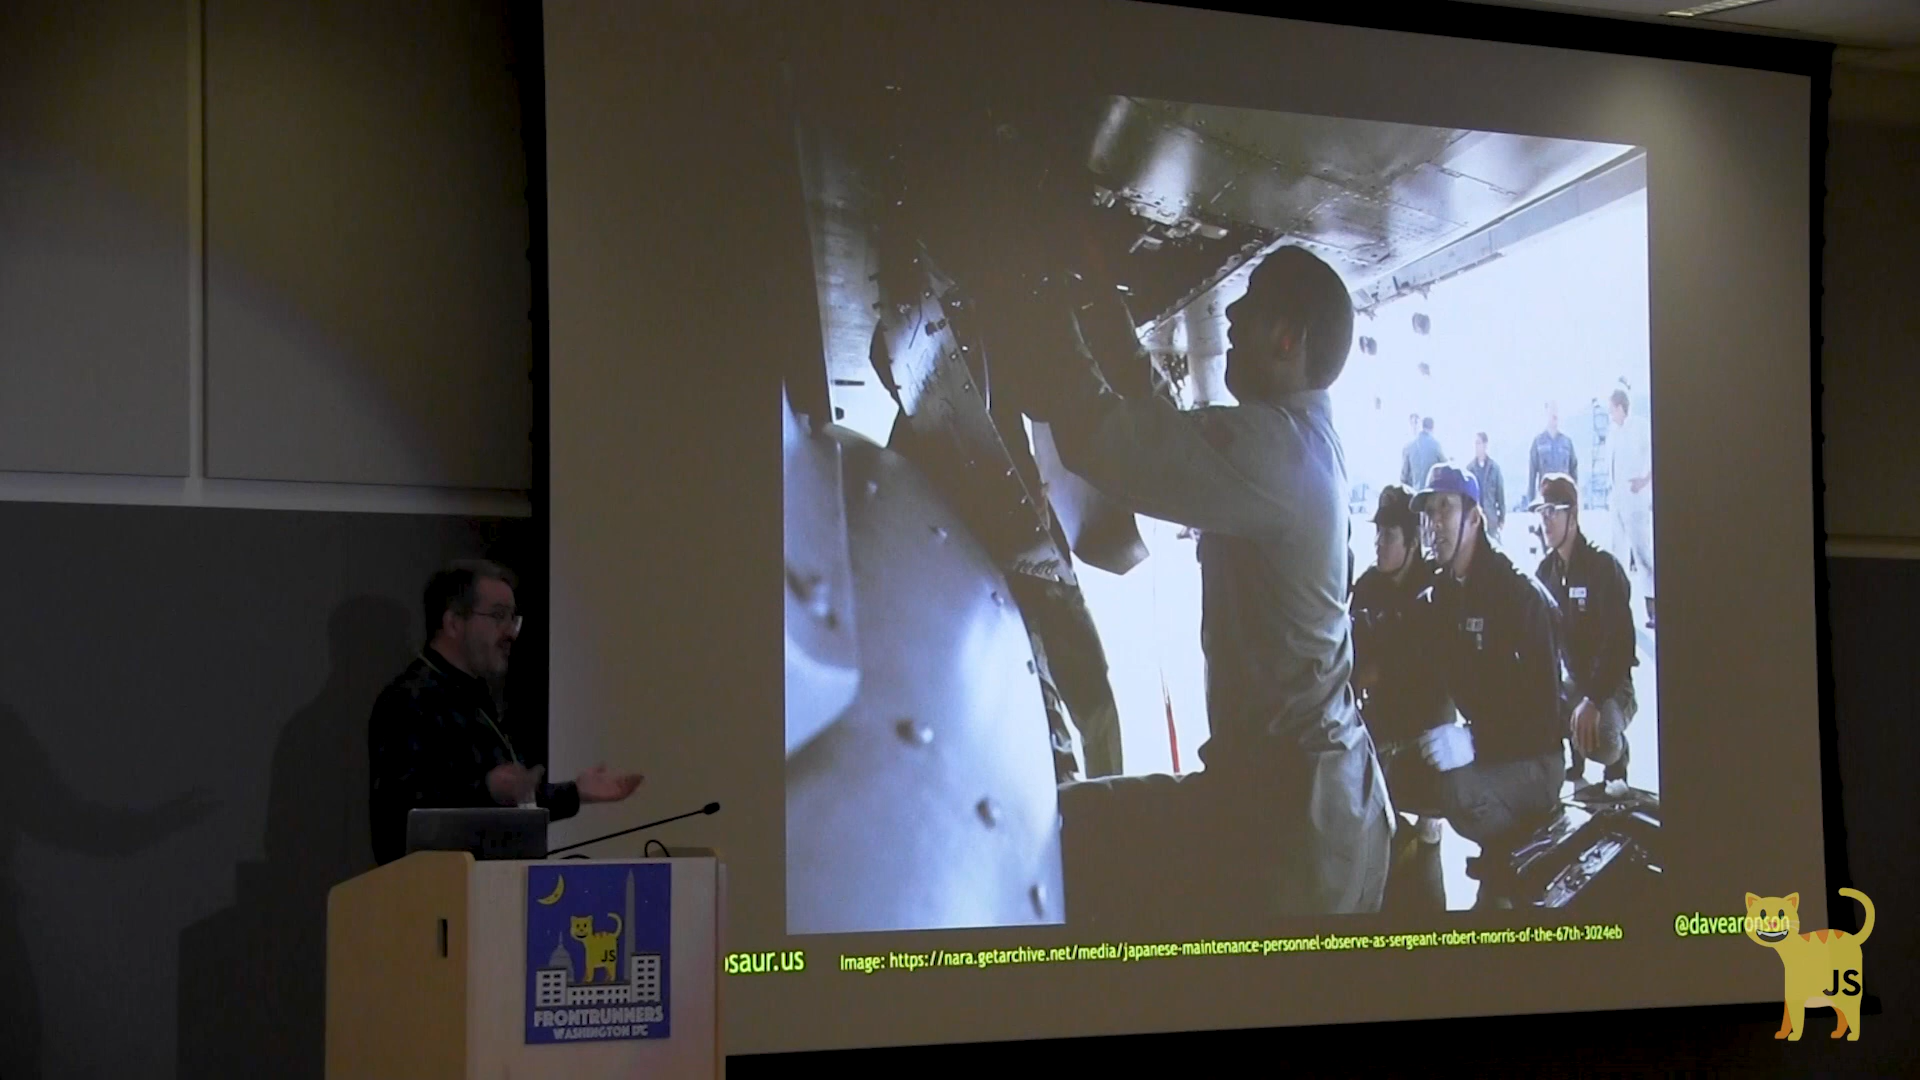 osaur.us
Image: https://nara.getarchive.net/media/japanese-maintenance-personnel-observe-as-sergeant-robert-morris-of-the-67th-3024eb
@davearonson
JS
JS
FRONTRUNNERS
WASHINGTON DC